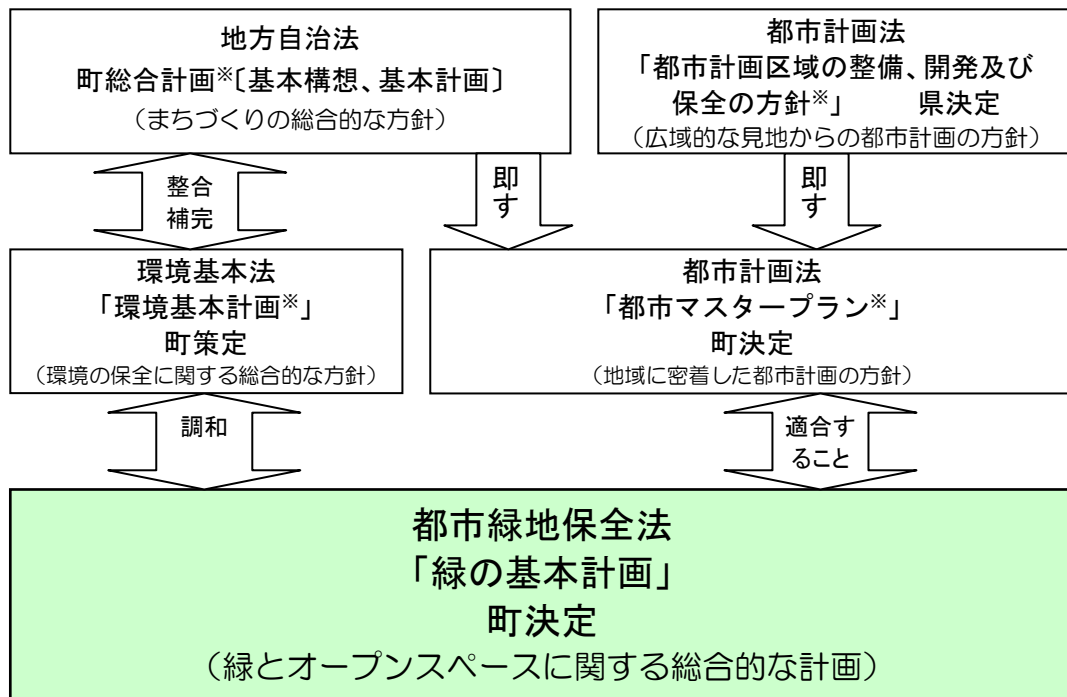 地方自治法
町総合計画※〔基本構想、基本計画〕
（まちづくりの総合的な方針）
都市計画法
「都市計画区域の整備、開発及び
保全の方針※」　　県決定
（広域的な見地からの都市計画の方針）
整合
補完
即す
即す
環境基本法
「環境基本計画※」
町策定
（環境の保全に関する総合的な方針）
都市計画法
「都市マスタープラン※」
町決定
（地域に密着した都市計画の方針）
調和
適合す
ること
都市緑地保全法
「緑の基本計画」
町決定
（緑とオープンスペースに関する総合的な計画）